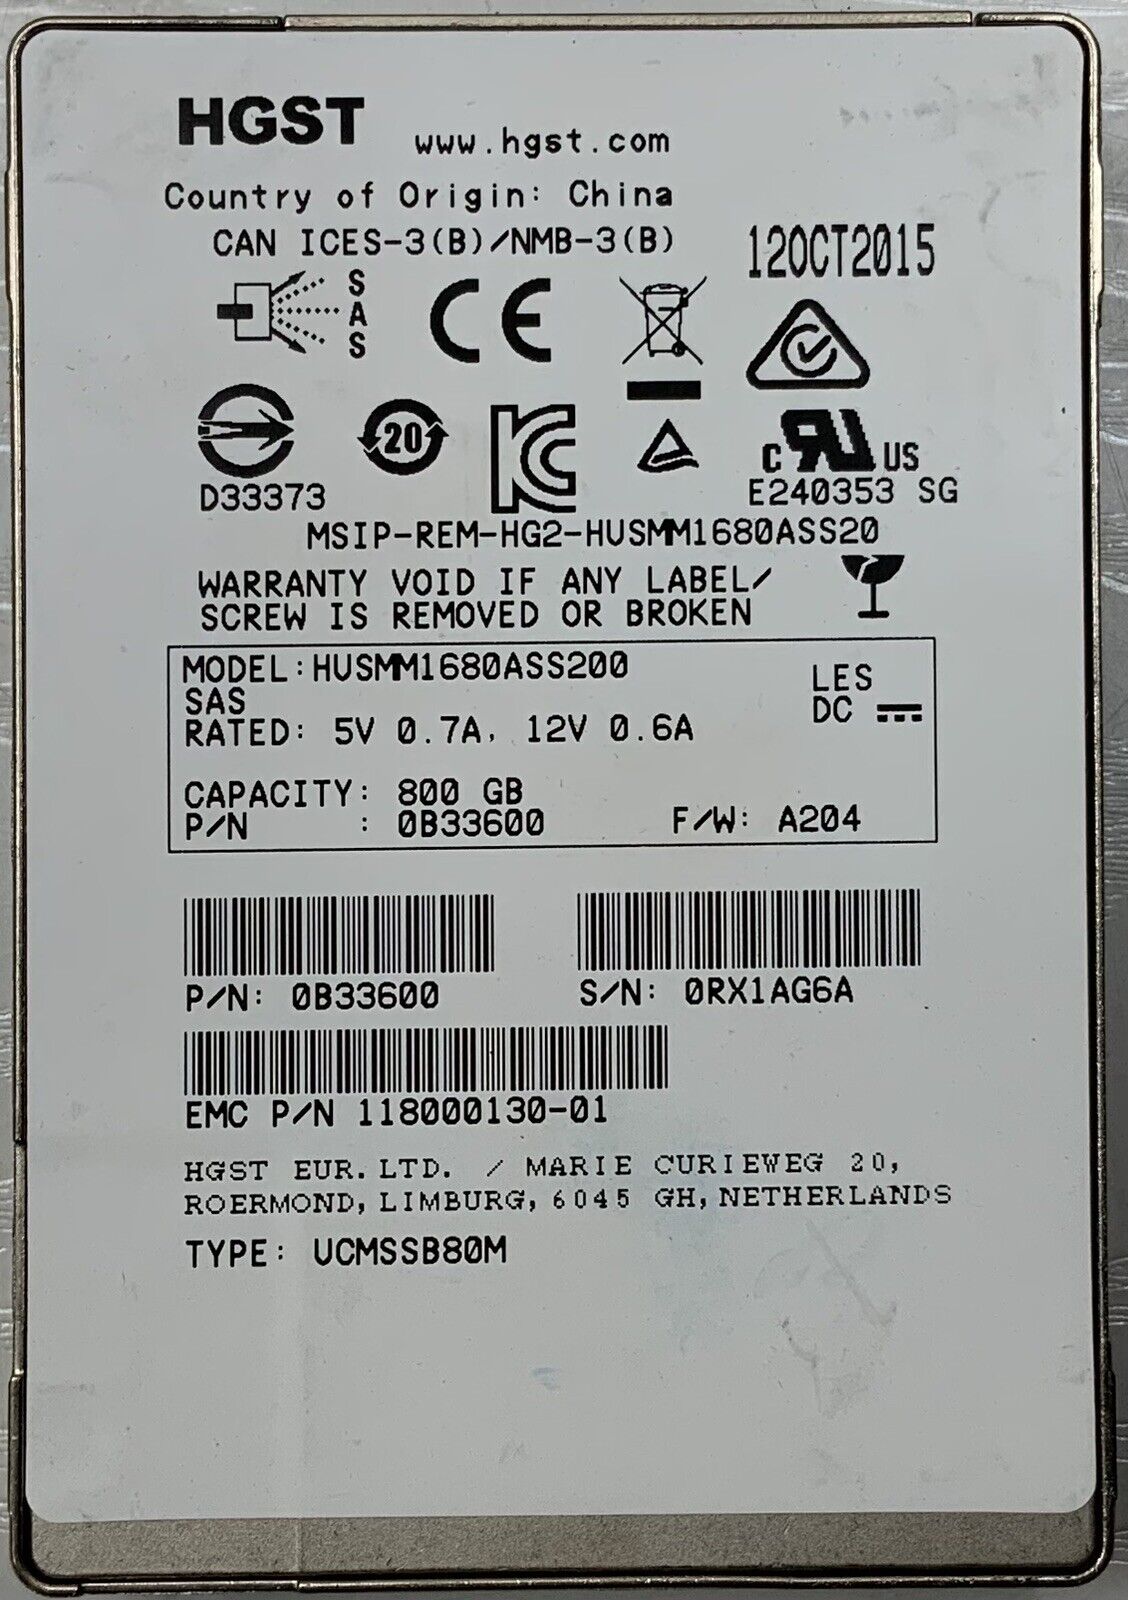 HGST www.hgst.com
Country of Origin: China
CAN ICES-3(B)/NMB-3(B)
12OCT2015
SAS
CE
20
KC
c RU US
D33373
E240353 SG
MSIP-REM-HG2-HUSMM1680ASS20
WARRANTY VOID IF ANY LABEL/
SCREW IS REMOVED OR BROKEN
MODEL:HUSMM1680ASS200
LES
SAS
DC
RATED: 5V 0.7A, 12V 0.6A
CAPACITY: 800 GB
P/N : 0B33600 F/W: A204
P/N: 0B33600 S/N: 0RX1AG6A
EMC P/N 118000130-01
HGST EUR.LTD. / MARIE CURIEWEG 20,
ROERMOND, LIMBURG, 6045 GH, NETHERLANDS
TYPE: UCMSSB80M